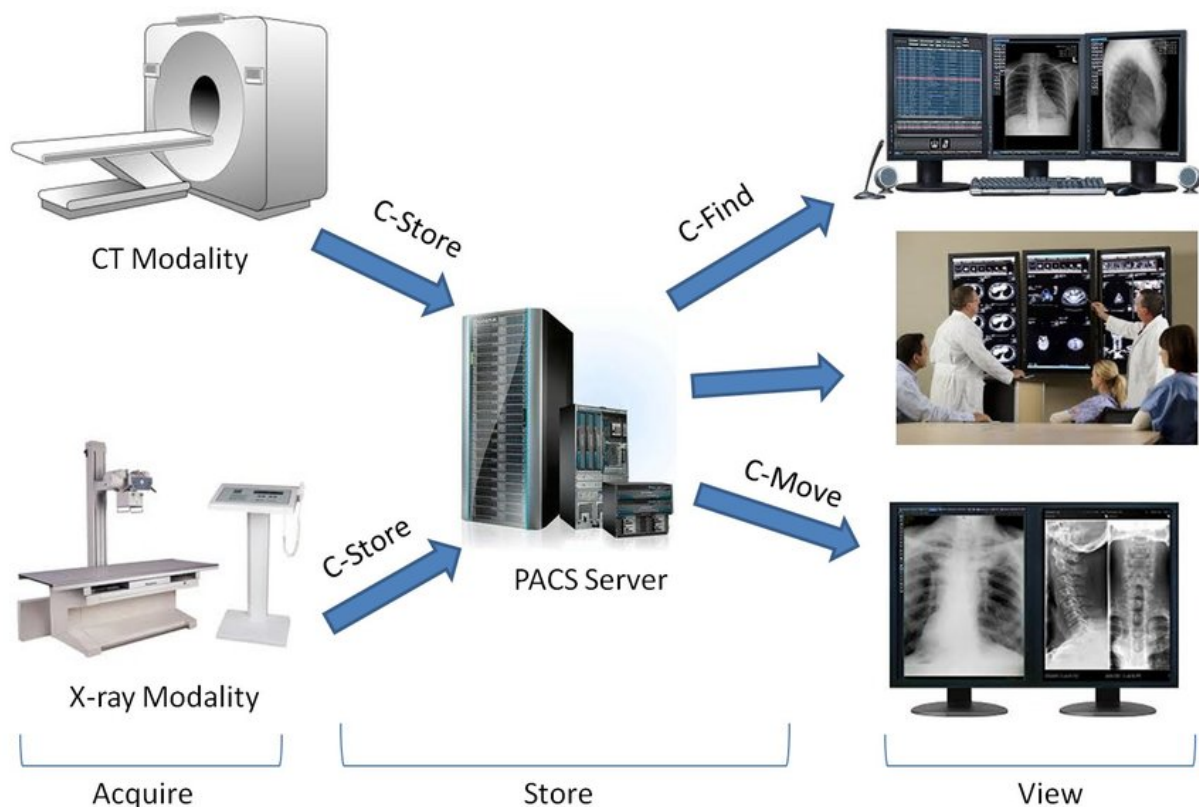 CT Modality
C-Store
C-Find
C-Store
PACS Server
C-Move
X-ray Modality
Acquire
Store
View